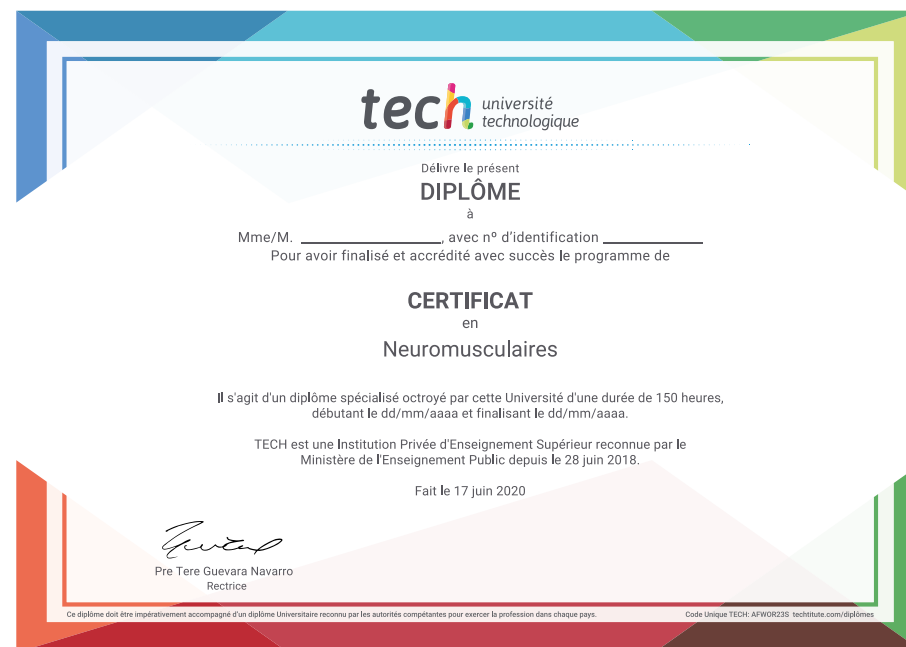 tech université
technologique
Délivre le présent
DIPLÔME
à
Mme/M. ____________________, avec nº d'identification ______________
Pour avoir finalisé et accrédité avec succès le programme de
CERTIFICAT
en
Neuromusculaires
Il s'agit d'un diplôme spécialisé octroyé par cette Université d'une durée de 150 heures,
débutant le dd/mm/aaaa et finalisant le dd/mm/aaaa.
TECH est une Institution Privée d'Enseignement Supérieur reconnue par le
Ministère de l'Enseignement Public depuis le 28 juin 2018.
Fait le 17 juin 2020
Pre Tere Guevara Navarro
Rectrice
Ce diplôme doit être impérativement accompagné d'un diplôme Universitaire reconnu par les autorités compétantes pour exercer la profession dans chaque pays.
Code Unique TECH: AFWOR23S techtitute.com/diplômes